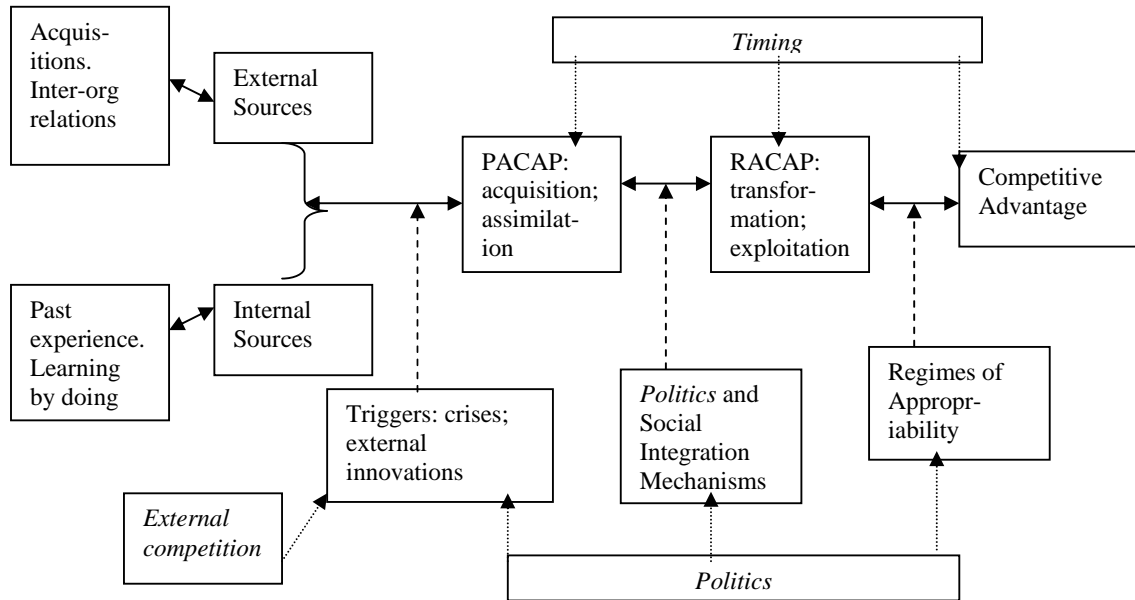 Acquis-
itions.
Inter-org
relations
External
Sources
Timing
PACAP:
acquisition;
assimilat-
ion
RACAP:
transfor-
mation;
exploitation
Competitive
Advantage
Past
experience.
Learning
by doing
Internal
Sources
Triggers: crises;
external
innovations
Politics and
Social
Integration
Mechanisms
Regimes of
Appropr-
iability
External
competition
Politics